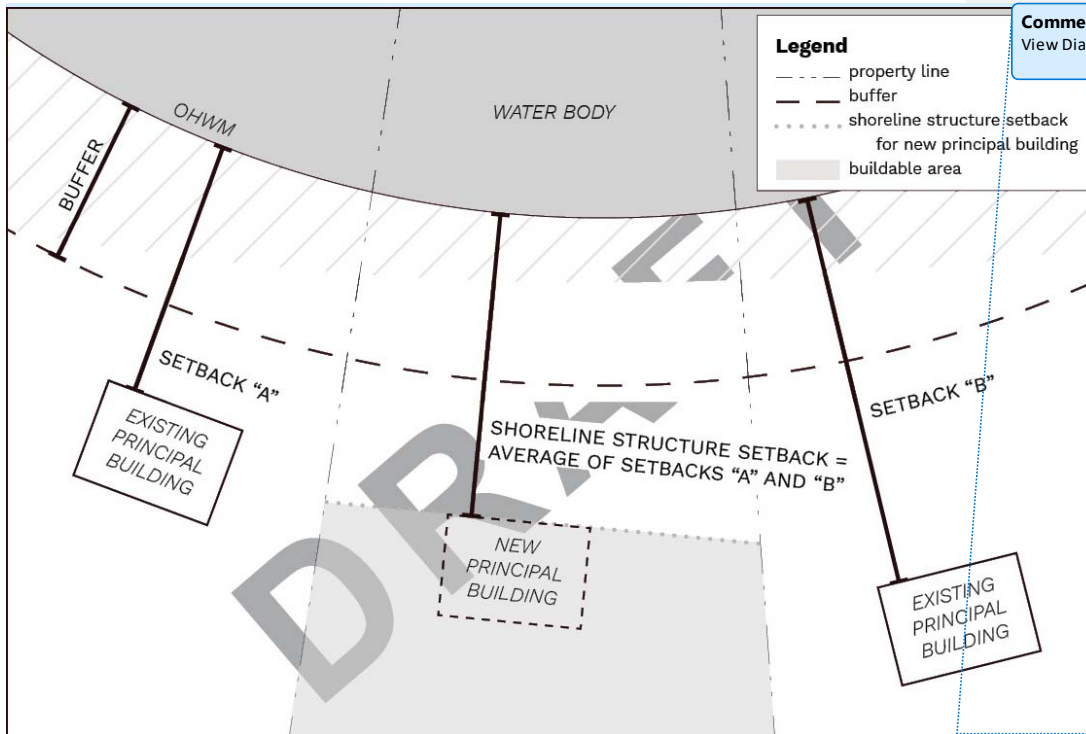 Comme
View Dia
Legend
property line
buffer
shoreline structure setback
for new principal building
buildable area
WATER BODY
OHWM
BUFFER
SETBACK “A”
SETBACK “B”
EXISTING
PRINCIPAL
BUILDING
SHORELINE STRUCTURE SETBACK =
AVERAGE OF SETBACKS “A” AND “B”
NEW
PRINCIPAL
BUILDING
EXISTING
PRINCIPAL
BUILDING
DRAFT